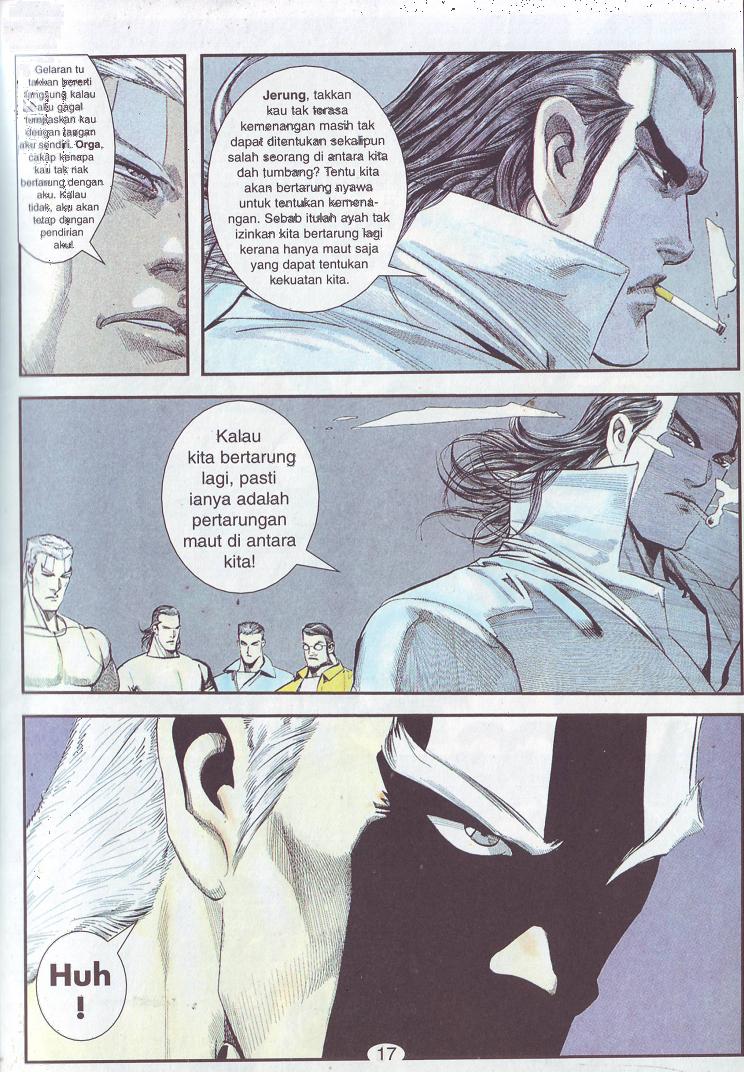 Gelaran tu
takkan bererti
langsung kalau
aku gagal
tumpaskan kau
dengan tangan
aku sendiri. Orga,
cakap kenapa
kau tak nak
bertarung dengan
aku. Kalau
tidak, aku akan
tetap dengan
pendirian
aku!
Jerung, takkan
kau tak terasa
kemenangan masih tak
dapat ditentukan sekalipun
salah seorang di antara kita
dah tumbang? Tentu kita
akan bertarung nyawa
untuk tentukan kemena-
ngan. Sebab itulah ayah tak
izinkan kita bertarung lagi
kerana hanya maut saja
yang dapat tentukan
kekuatan kita.
Kalau
kita bertarung
lagi, pasti
ianya adalah
pertarungan
maut di antara
kita!
Huh
!
17